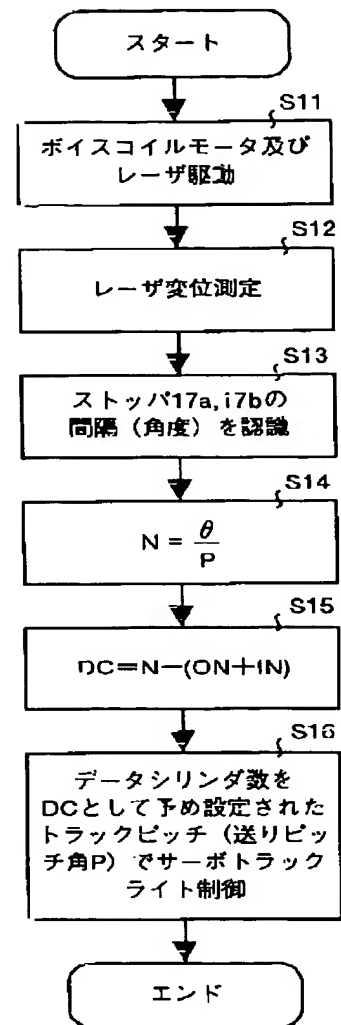 スタート
S11
ボイスコイルモータ及び
レーザ駆動
S12
レーザ変位測定
S13
ストッパ17a,i7bの
間隔（角度）を認識
S14
N = θ/P
S15
DC=N−(ON+IN)
S16
データシリンダ数を
DCとして予め設定された
トラックピッチ（送りピッ
チ角P）でサーボトラック
ライト制御
エンド